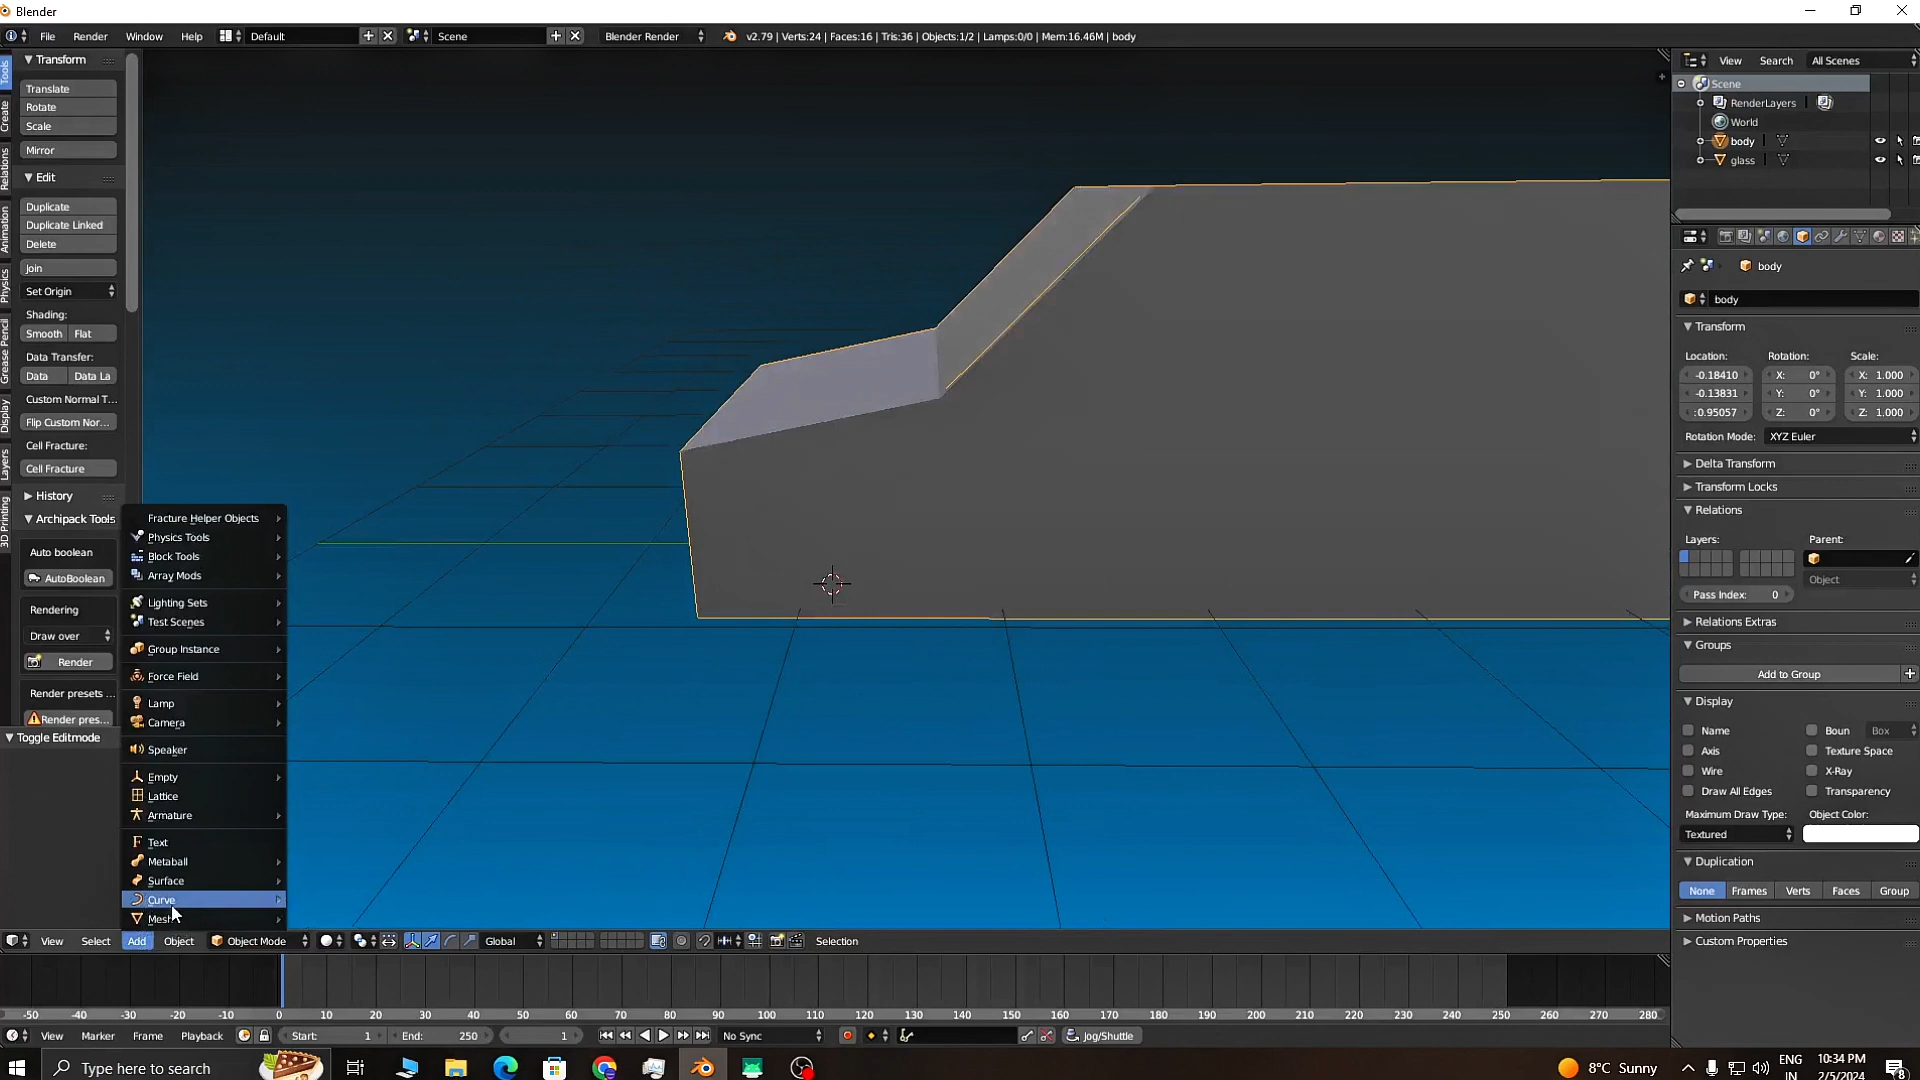 Blender
File Render Window Help Default Scene Blender Render v2.79 | Verts:24 | Faces:16 | Tris:36 | Objects:1/2 | Lamps:0/0 | Mem:16.46M | body
Tools
Create
Relations
Animation
Physics
Grease Pencil
Display
Layers
3D Printing
Transform
Translate
Rotate
Scale
Mirror
Edit
Duplicate
Duplicate Linked
Delete
Join
Set Origin
Shading:
Smooth Flat
Data Transfer:
Data Data La
Custom Normal T...
Flip Custom Nor...
Cell Fracture:
Cell Fracture
History
Archipack Tools
Auto boolean
AutoBoolean
Rendering
Draw over
Render
Render presets ...
Render pres...
Toggle Editmode
Fracture Helper Objects
Physics Tools
Block Tools
Array Mods
Lighting Sets
Test Scenes
Group Instance
Force Field
Lamp
Camera
Speaker
Empty
Lattice
Armature
Text
Metaball
Surface
Curve
Mesh
View Select Add Object Object Mode Global Selection
-50 -40 -30 -20 -10 0 10 20 30 40 50 60 70 80 90 100 110 120 130 140 150 160 170 180 190 200 210 220 230 240 250 260 270 280
View Marker Frame Playback Start: 1 End: 250 1 No Sync Jog/Shuttle
View Search All Scenes
Scene
RenderLayers
World
body
glass
body
body
Transform
Location: Rotation: Scale:
-0.18410 X: 0° X: 1.000
-0.13831 Y: 0° Y: 1.000
:0.95057 Z: 0° Z: 1.000
Rotation Mode: XYZ Euler
Delta Transform
Transform Locks
Relations
Layers: Parent:
Object
Pass Index: 0
Relations Extras
Groups
Add to Group
Display
Name Boun Box
Axis Texture Space
Wire X-Ray
Draw All Edges Transparency
Maximum Draw Type: Object Color:
Textured
Duplication
None Frames Verts Faces Group
Motion Paths
Custom Properties
Type here to search 8°C Sunny ENG IN 10:34 PM 2/5/2024 8